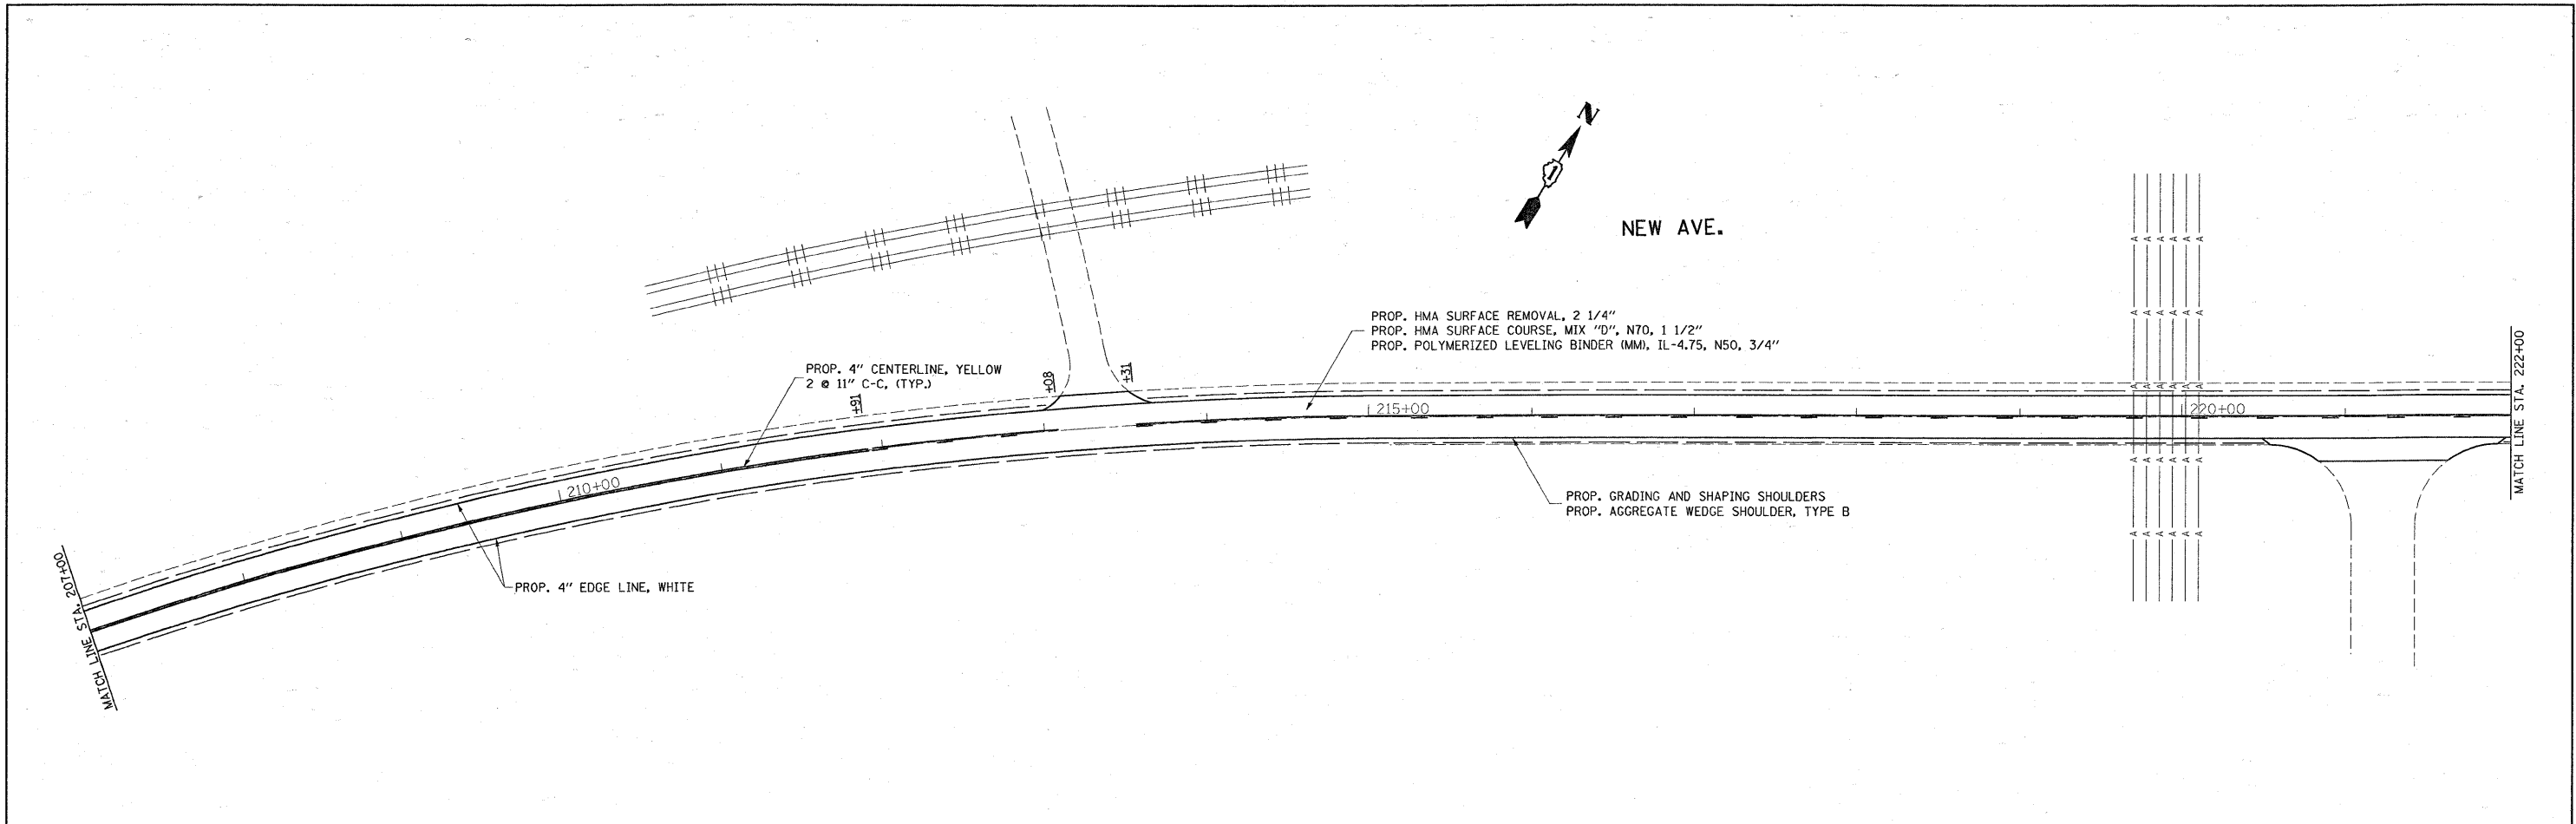 N
NEW AVE.
PROP. HMA SURFACE REMOVAL, 2 1/4"
PROP. HMA SURFACE COURSE, MIX "D", N70, 1 1/2"
PROP. POLYMERIZED LEVELING BINDER (MM), IL-4.75, N50, 3/4"
PROP. 4" CENTERLINE, YELLOW
2 @ 11" C-C, (TYP.)
+91
+08
+31
210+00
215+00
220+00
PROP. GRADING AND SHAPING SHOULDERS
PROP. AGGREGATE WEDGE SHOULDER, TYPE B
PROP. 4" EDGE LINE, WHITE
MATCH LINE STA. 207+00
MATCH LINE STA. 222+00
A A A A A A
A A A A A A
A A A A A A
A A A A A A
A A A A A A